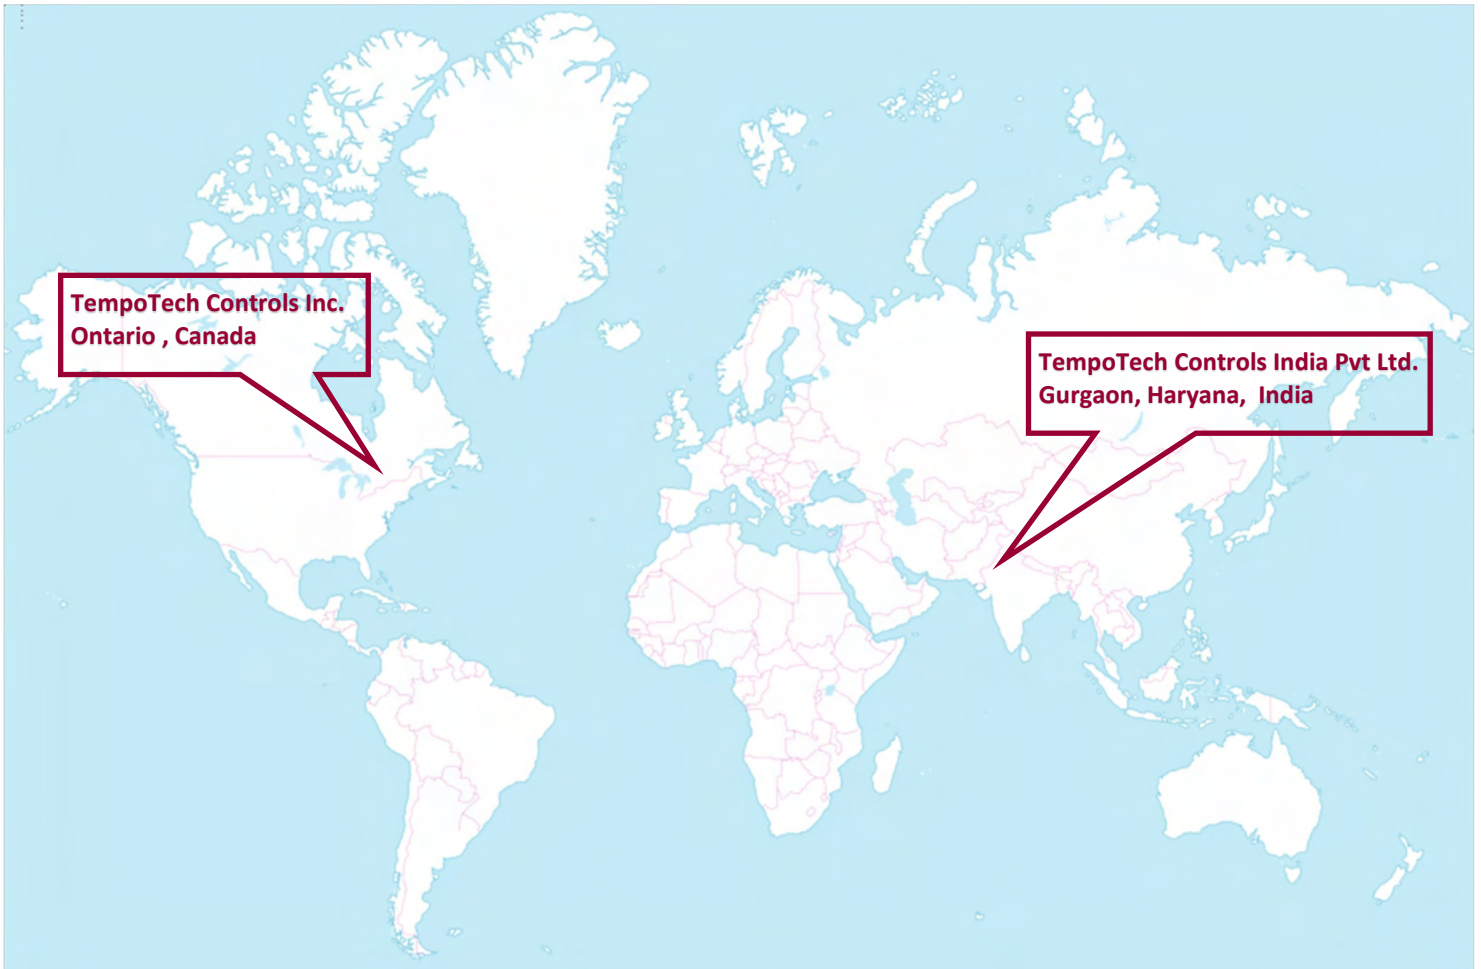 TempoTech Controls Inc.
Ontario , Canada
TempoTech Controls India Pvt Ltd.
Gurgaon, Haryana,  India